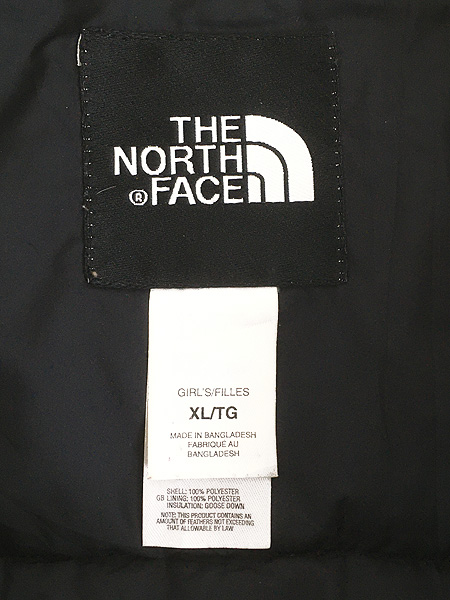 THE
NORTH
® FACE
GIRL'S/FILLES
XL/TG
MADE IN BANGLADESH
FABRIQUÉ AU
BANGLADESH
SHELL: 100% POLYESTER
GB LINING: 100% POLYESTER
INSULATION: GOOSE DOWN
NOTE: THIS PRODUCT CONTAINS AN
AMOUNT OF FEATHERS NOT EXCEEDING
THAT ALLOWABLE BY LAW